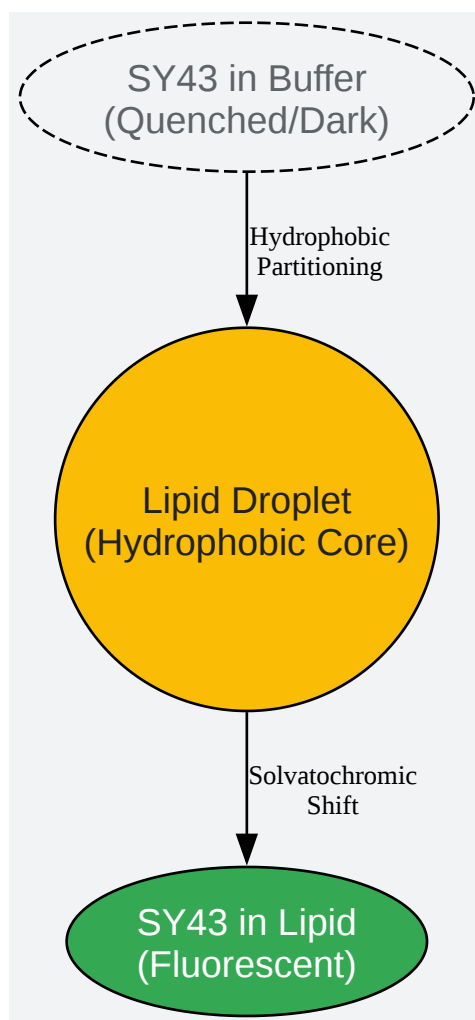 SY43 in Buffer
(Quenched/Dark)
Hydrophobic
Partitioning
Lipid Droplet
(Hydrophobic Core)
Solvatochromic
Shift
SY43 in Lipid
(Fluorescent)